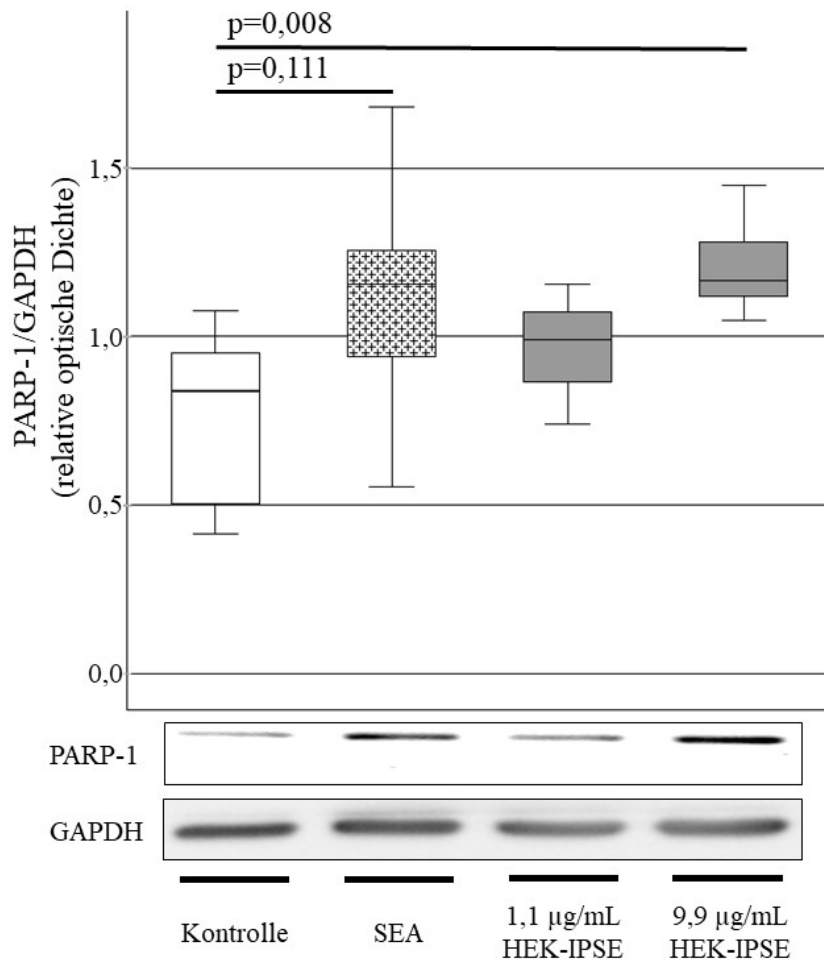 p=0,008
p=0,111
PARP-1/GAPDH
(relative optische Dichte)
1,5
1,0
0,5
0,0
PARP-1
GAPDH
Kontrolle
SEA
1,1 µg/mL
HEK-IPSE
9,9 µg/mL
HEK-IPSE